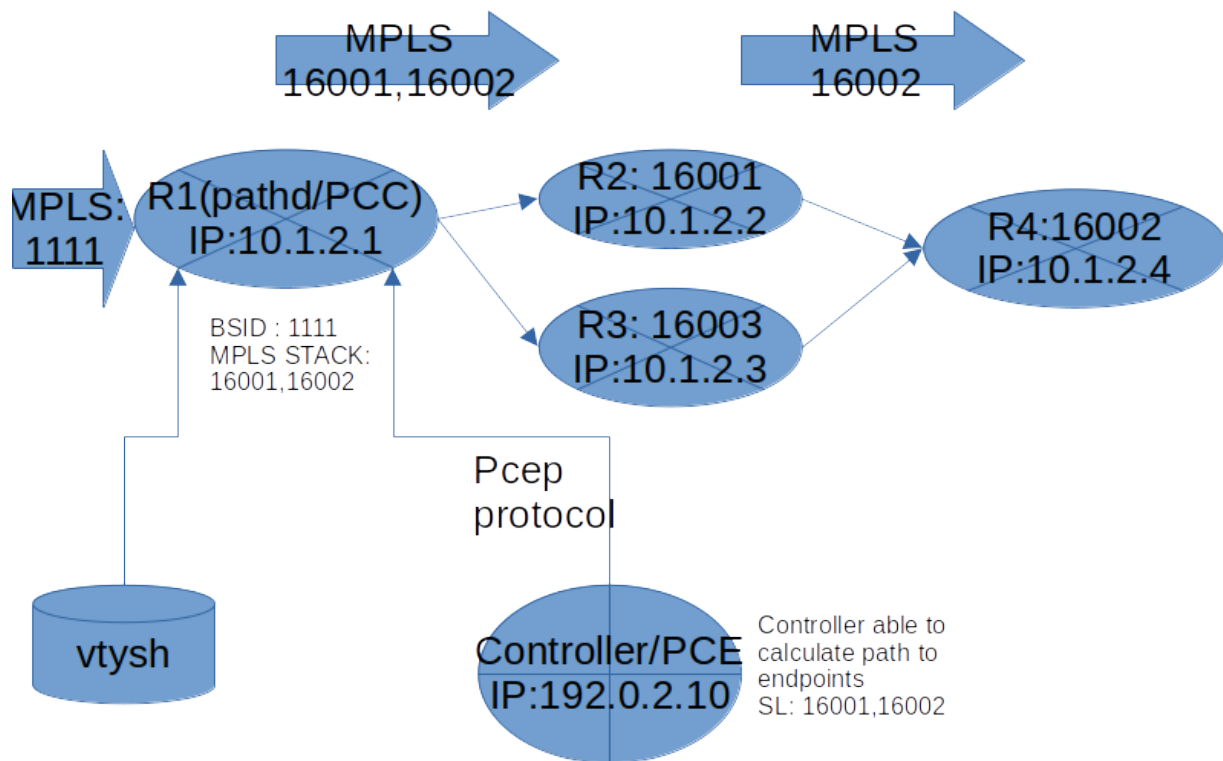 MPLS
16001,16002
MPLS
16002
MPLS:
1111
R1(pathd/PCC)
IP:10.1.2.1
R2: 16001
IP:10.1.2.2
R4:16002
IP:10.1.2.4
R3: 16003
IP:10.1.2.3
BSID : 1111
MPLS STACK:
16001,16002
Pcep
protocol
vtysh
Controller/PCE
IP:192.0.2.10
Controller able to
calculate path to
endpoints
SL: 16001,16002